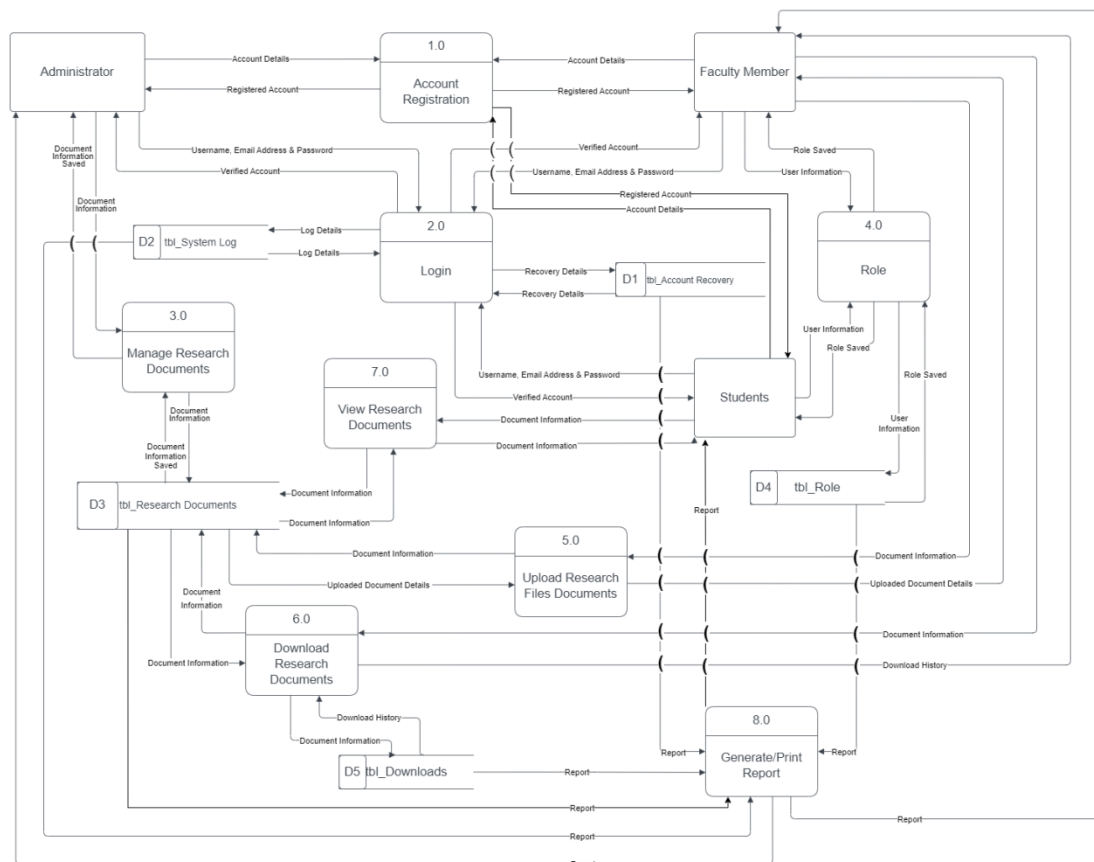 1.0
Administrator
Account Details
Account Details
Faculty Member
Account
Registration
Registered Account
Registered Account
Document
Information
Saved
Username, Email Address & Password
Verified Account
Role Saved
Verified Account
Username, Email Address & Password
User Information
Document
Information
Registered Account
Account Details
D2
tbl_System Log
Log Details
Log Details
2.0
Login
4.0
Role
Recovery Details
Recovery Details
D1
tbl_Account Recovery
3.0
Manage Research
Documents
User Information
Role Saved
7.0
View Research
Documents
Username, Email Address & Password
Verified Account
Students
Role Saved
Document
Information
Document Information
Document Information
User
Information
Document
Information
Saved
D3
tbl_Research Documents
Document Information
Document Information
D4
tbl_Role
Report
5.0
Upload Research
Files Documents
Document Information
Document Information
Uploaded Document Details
Uploaded Document Details
Document
Information
6.0
Download
Research
Documents
Document Information
Document Information
Download History
Download History
Document Information
8.0
Generate/Print
Report
Report
Report
D5
tbl_Downloads
Report
Report
Report
Report